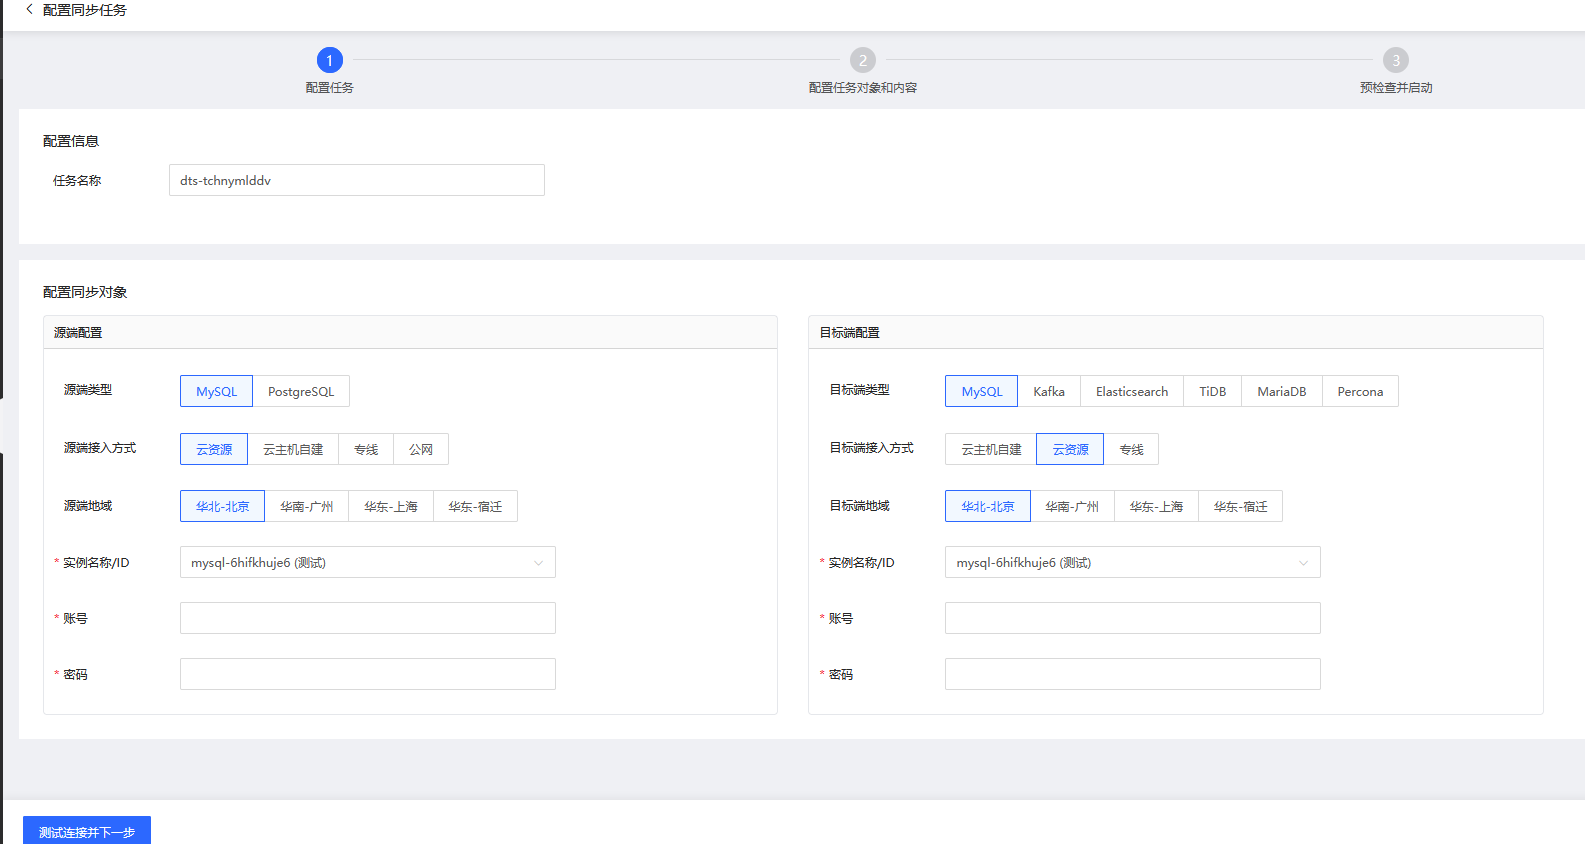 配置同步任务
1
2
3
配置任务
配置任务对象和内容
预检查并启动
配置信息
任务名称
dts-tchnymlddv
配置同步对象
源端配置
源端类型
MySQL
PostgreSQL
源端接入方式
云资源
云主机自建
专线
公网
源端地域
华北-北京
华南-广州
华东-上海
华东-宿迁
* 实例名称/ID
mysql-6hifkhuje6 (测试)
* 账号
* 密码
目标端配置
目标端类型
MySQL
Kafka
Elasticsearch
TiDB
MariaDB
Percona
目标端接入方式
云主机自建
云资源
专线
目标端地域
华北-北京
华南-广州
华东-上海
华东-宿迁
* 实例名称/ID
mysql-6hifkhuje6 (测试)
* 账号
* 密码
测试连接并下一步